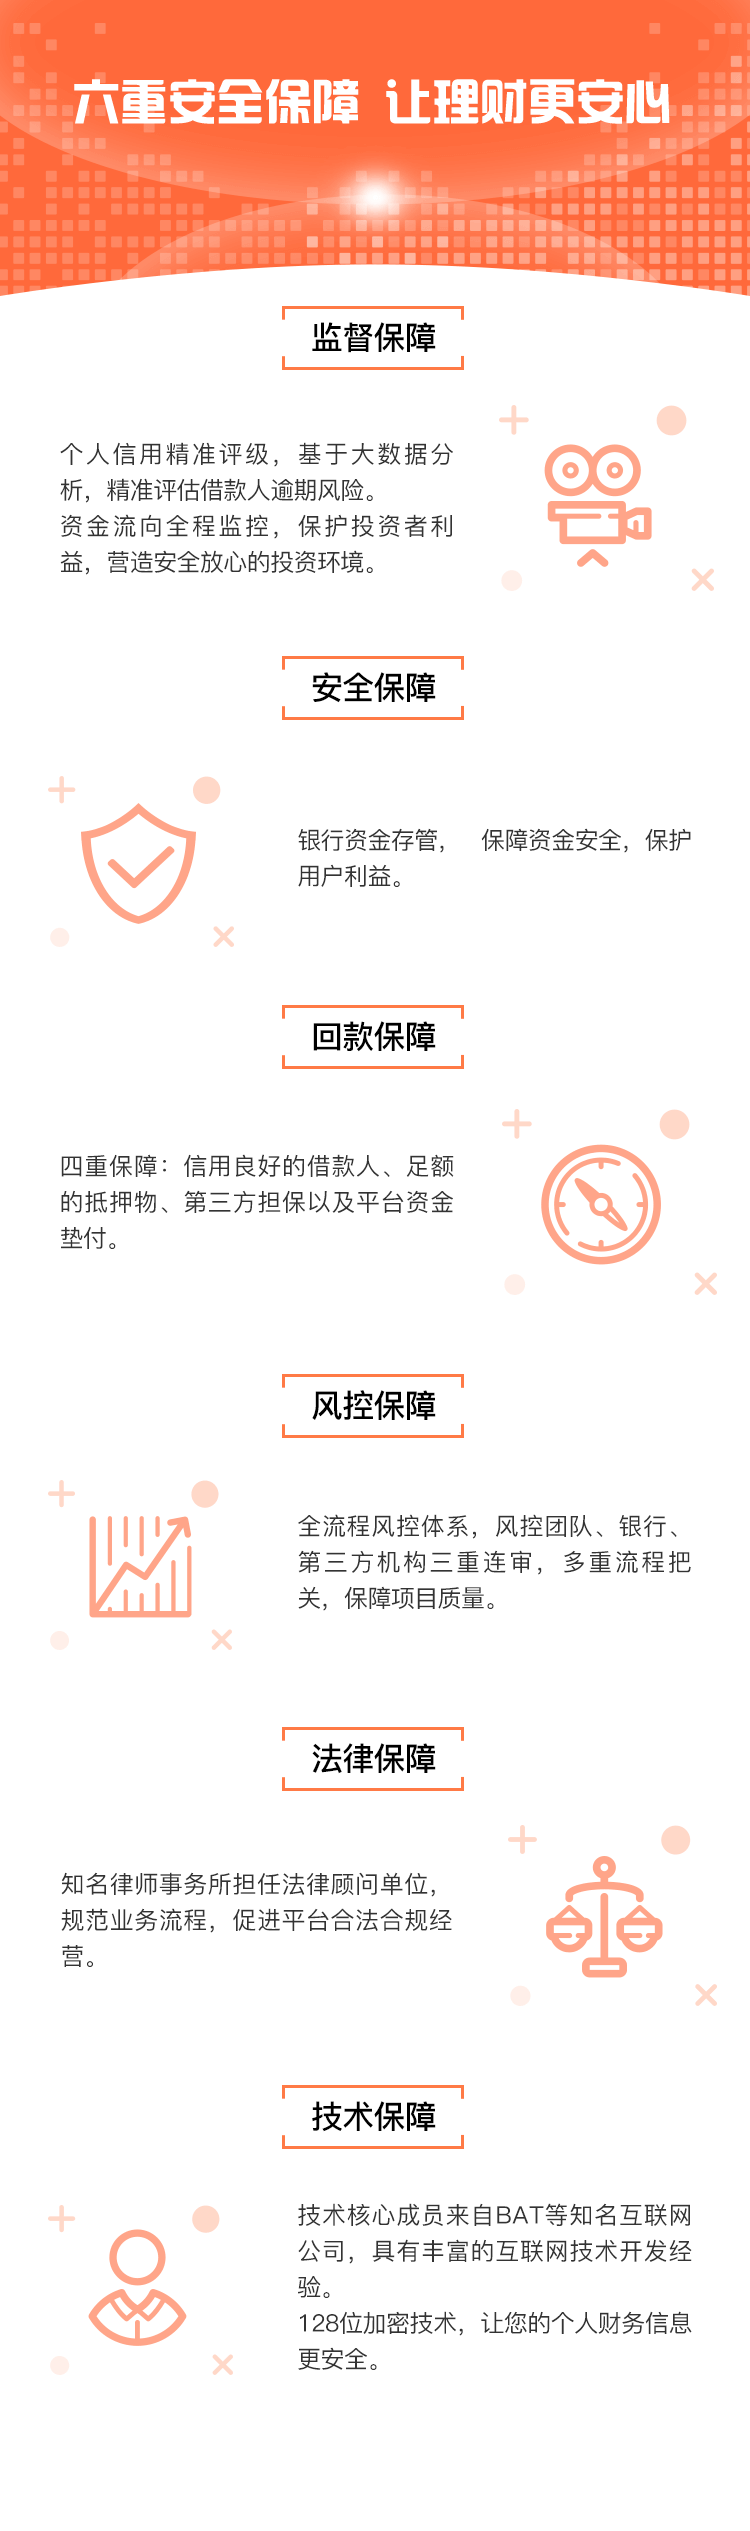 六重安全保障 让理财更安心
监督保障
个人信用精准评级，基于大数据分
析，精准评估借款人逾期风险。
资金流向全程监控，保护投资者利
益，营造安全放心的投资环境。
安全保障
银行资金存管， 保障资金安全，保护
用户利益。
回款保障
四重保障：信用良好的借款人、足额
的抵押物、第三方担保以及平台资金
垫付。
风控保障
全流程风控体系，风控团队、银行、
第三方机构三重连审，多重流程把
关，保障项目质量。
法律保障
知名律师事务所担任法律顾问单位，
规范业务流程，促进平台合法合规经
营。
技术保障
技术核心成员来自BAT等知名互联网
公司，具有丰富的互联网技术开发经
验。
128位加密技术，让您的个人财务信息
更安全。